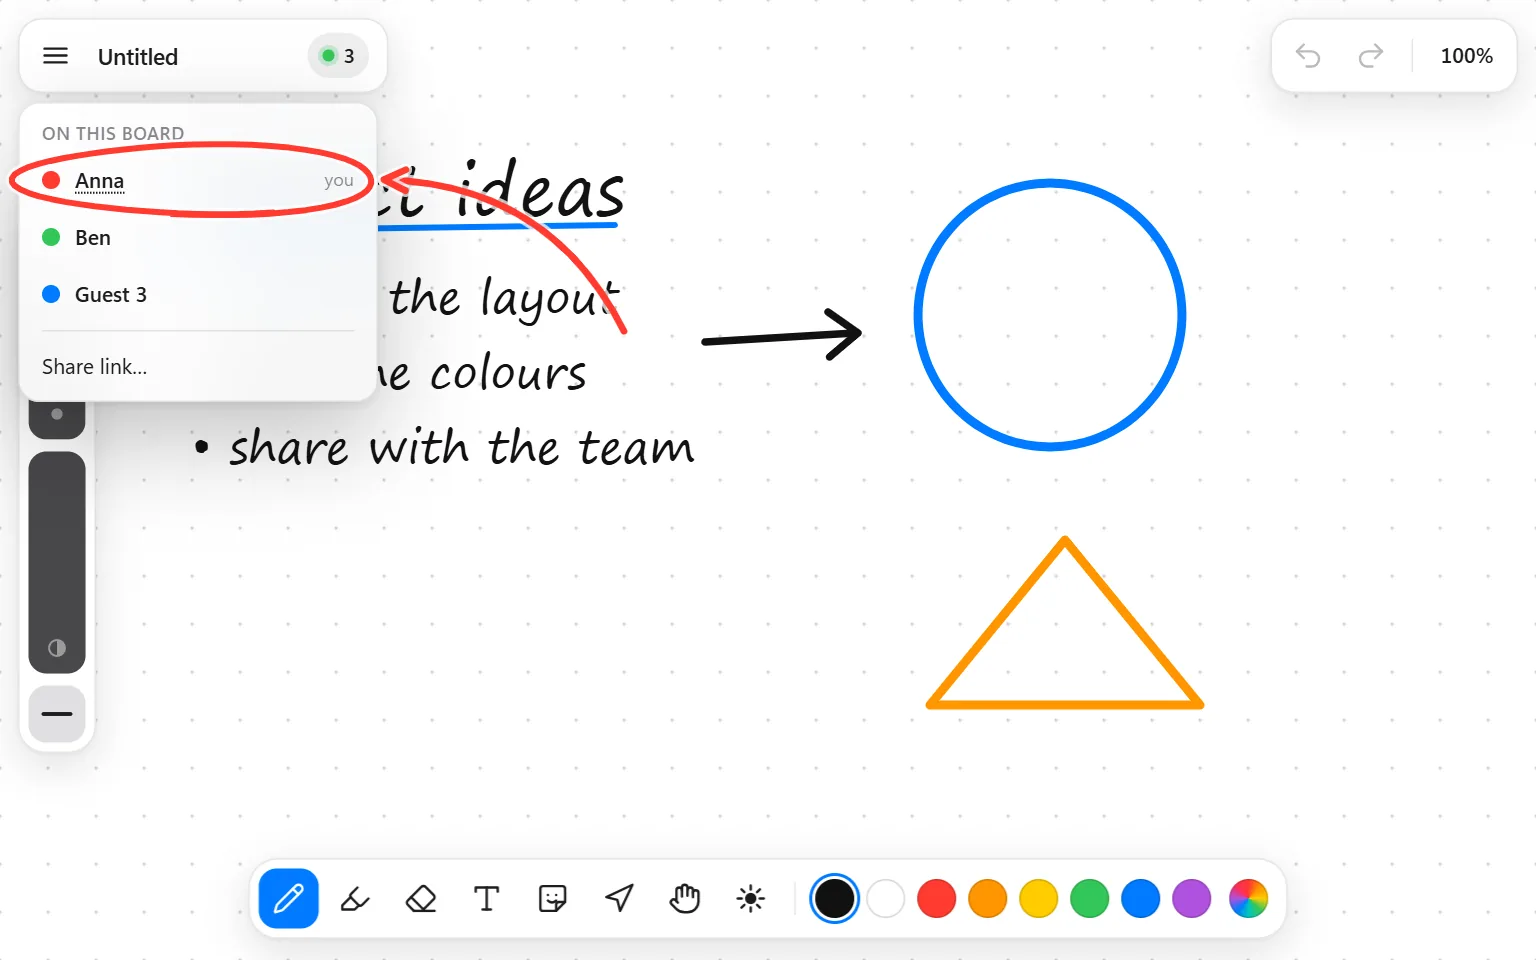 Untitled
3
100%
ON THIS BOARD
Anna
you
ideas
Ben
Guest 3
the layout
Share link...
colours
• share with the team